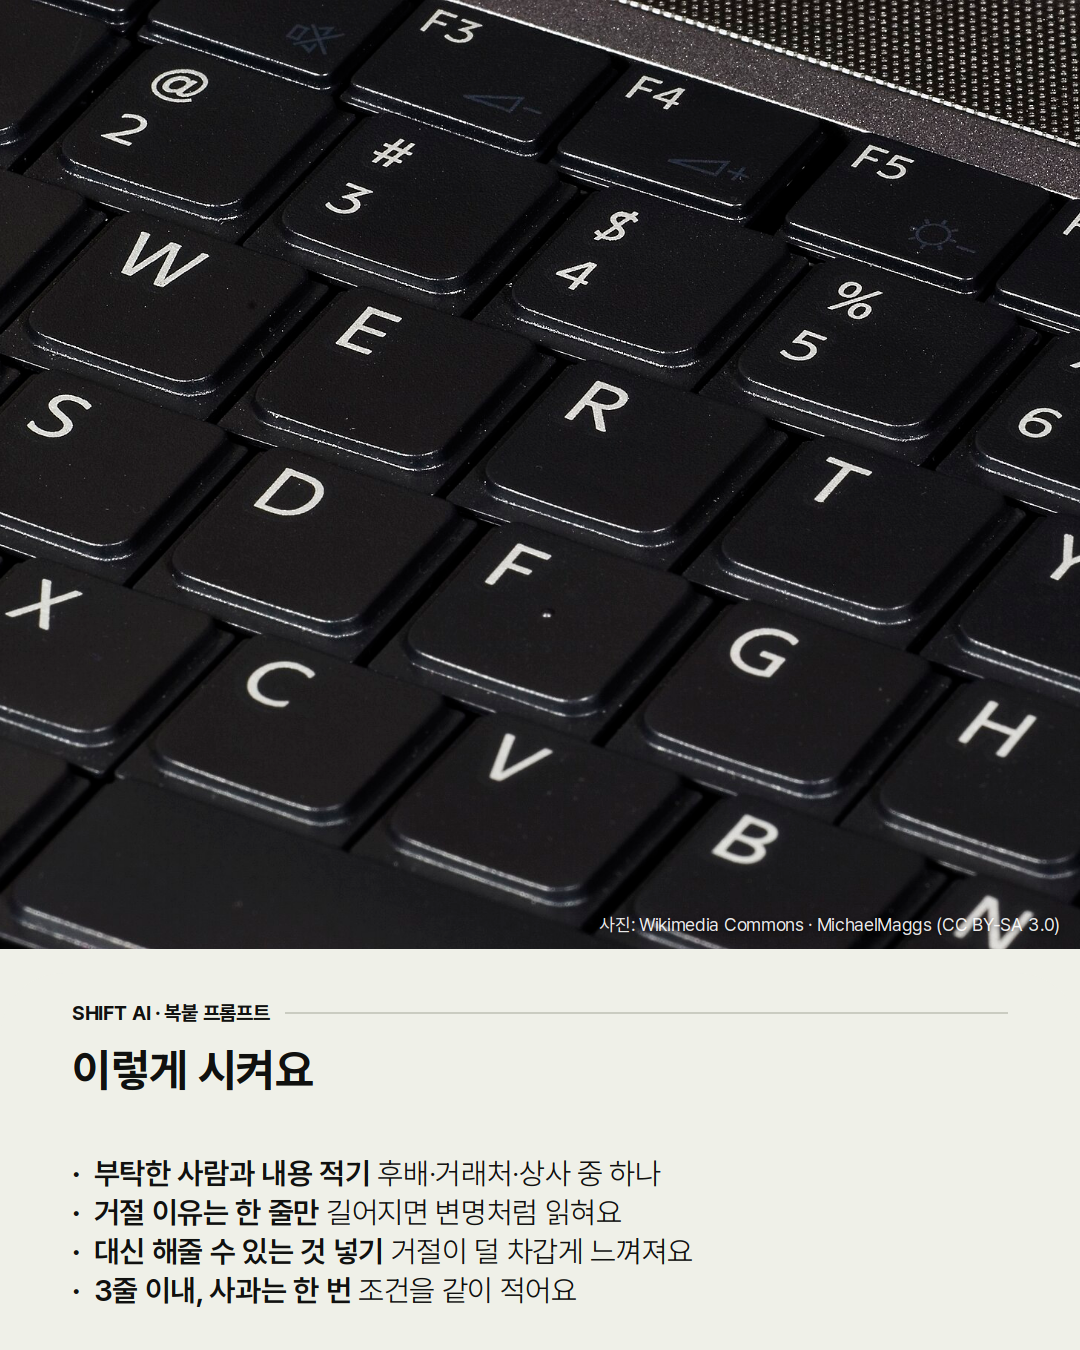 F3
F4
F5
@
2
#
3
$
4
%
5
6
W
E
R
T
Y
S
D
F
G
H
X
C
V
B
N
사진: Wikimedia Commons · MichaelMaggs (CC BY-SA 3.0)
SHIFT AI · 복붙 프롬프트
이렇게 시켜요
• 부탁한 사람과 내용 적기 후배·거래처·상사 중 하나
• 거절 이유는 한 줄만 길어지면 변명처럼 읽혀요
• 대신 해줄 수 있는 것 넣기 거절이 덜 차갑게 느껴져요
• 3줄 이내, 사과는 한 번 조건을 같이 적어요